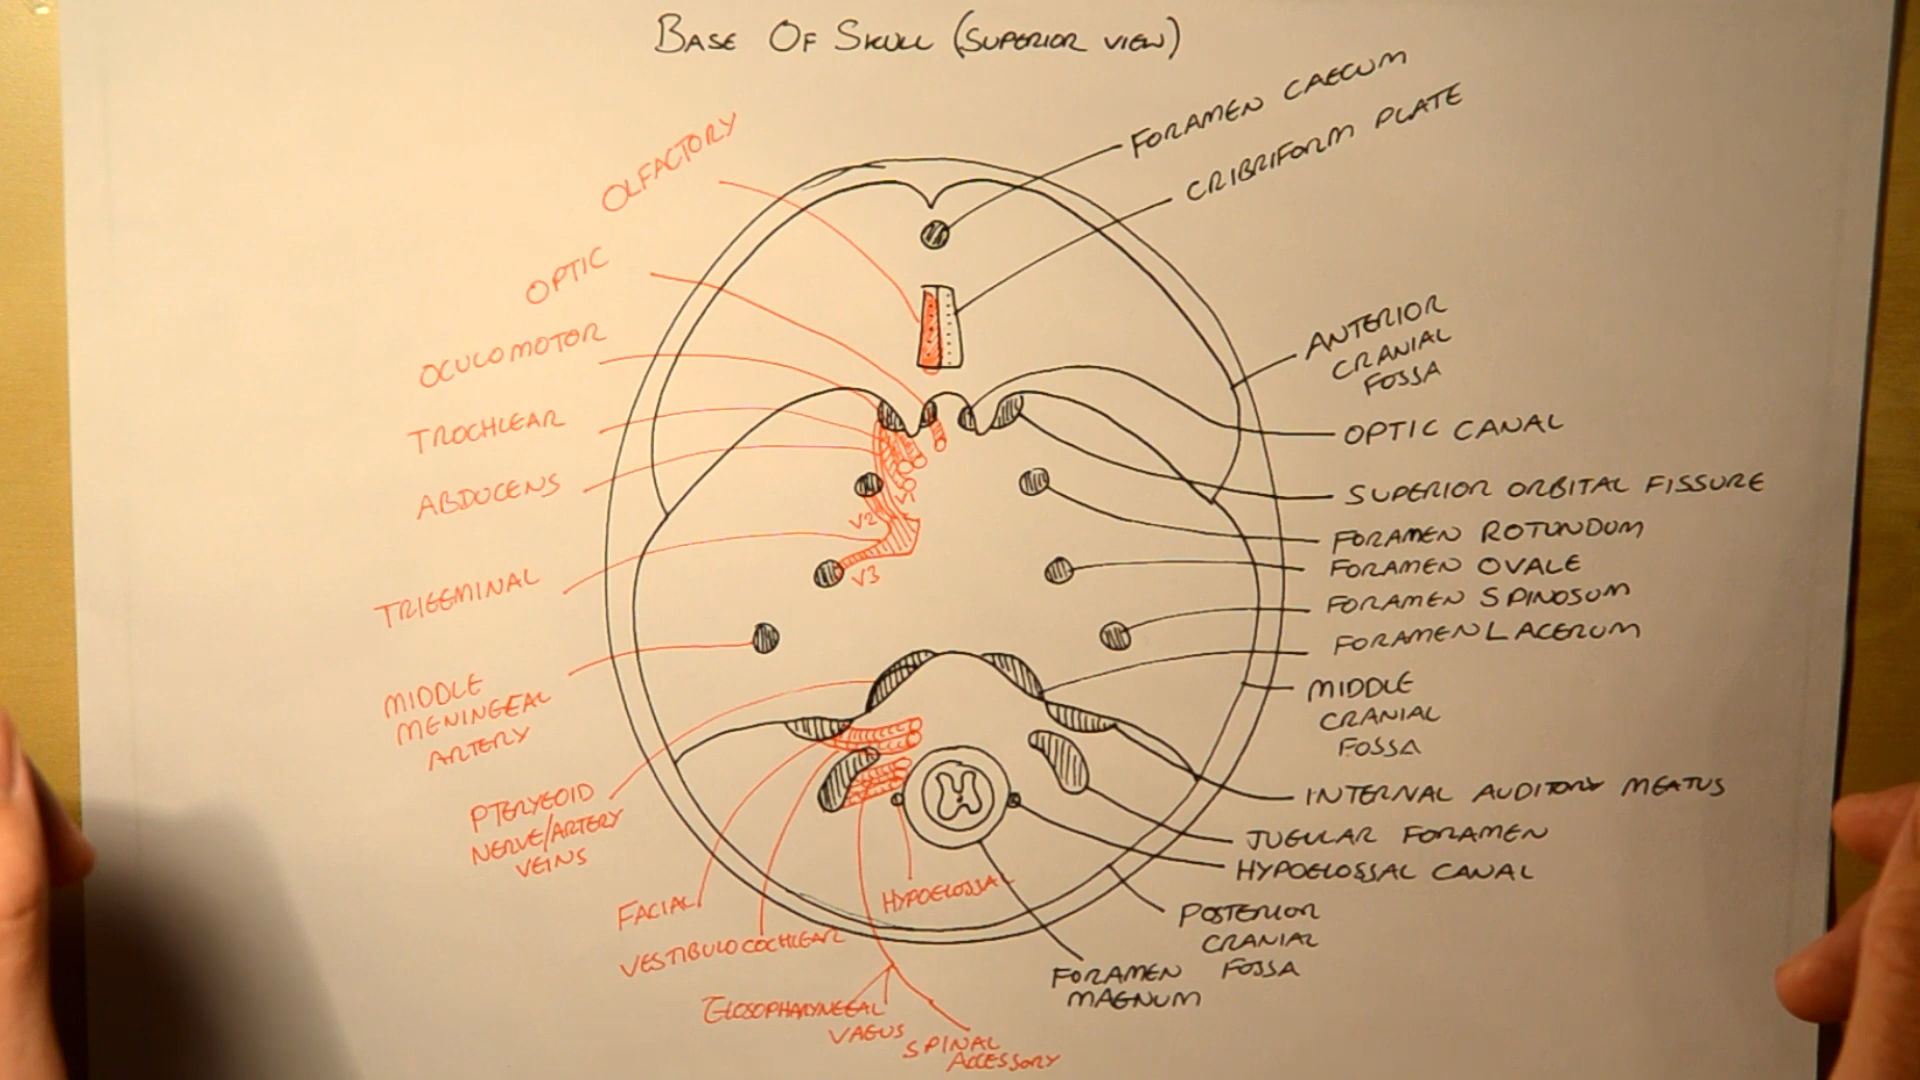 BASE OF SKULL (SUPERIOR VIEW)
OLFACTORY
OPTIC
OCULOMOTOR
TROCHLEAR
ABDUCENS
TRIGEMINAL
MIDDLE
MENINGEAL
ARTERY
PTERYGOID
NERVE/ARTERY
VEINS
FACIAL
VESTIBULOCOCHLEAR
GLOSOPHARYNGEAL
VAGUS
SPINAL
ACCESSORY
HYPOGLOSSAL
V1
V2
V3
FORAMEN CAECUM
CRIBRIFORM PLATE
ANTERIOR
CRANIAL
FOSSA
OPTIC CANAL
SUPERIOR ORBITAL FISSURE
FORAMEN ROTUNDUM
FORAMEN OVALE
FORAMEN SPINOSUM
FORAMEN LACERUM
MIDDLE
CRANIAL
FOSSA
INTERNAL AUDITORY MEATUS
JUGULAR FORAMEN
HYPOGLOSSAL CANAL
POSTERIOR
CRANIAL
FOSSA
FORAMEN
MAGNUM